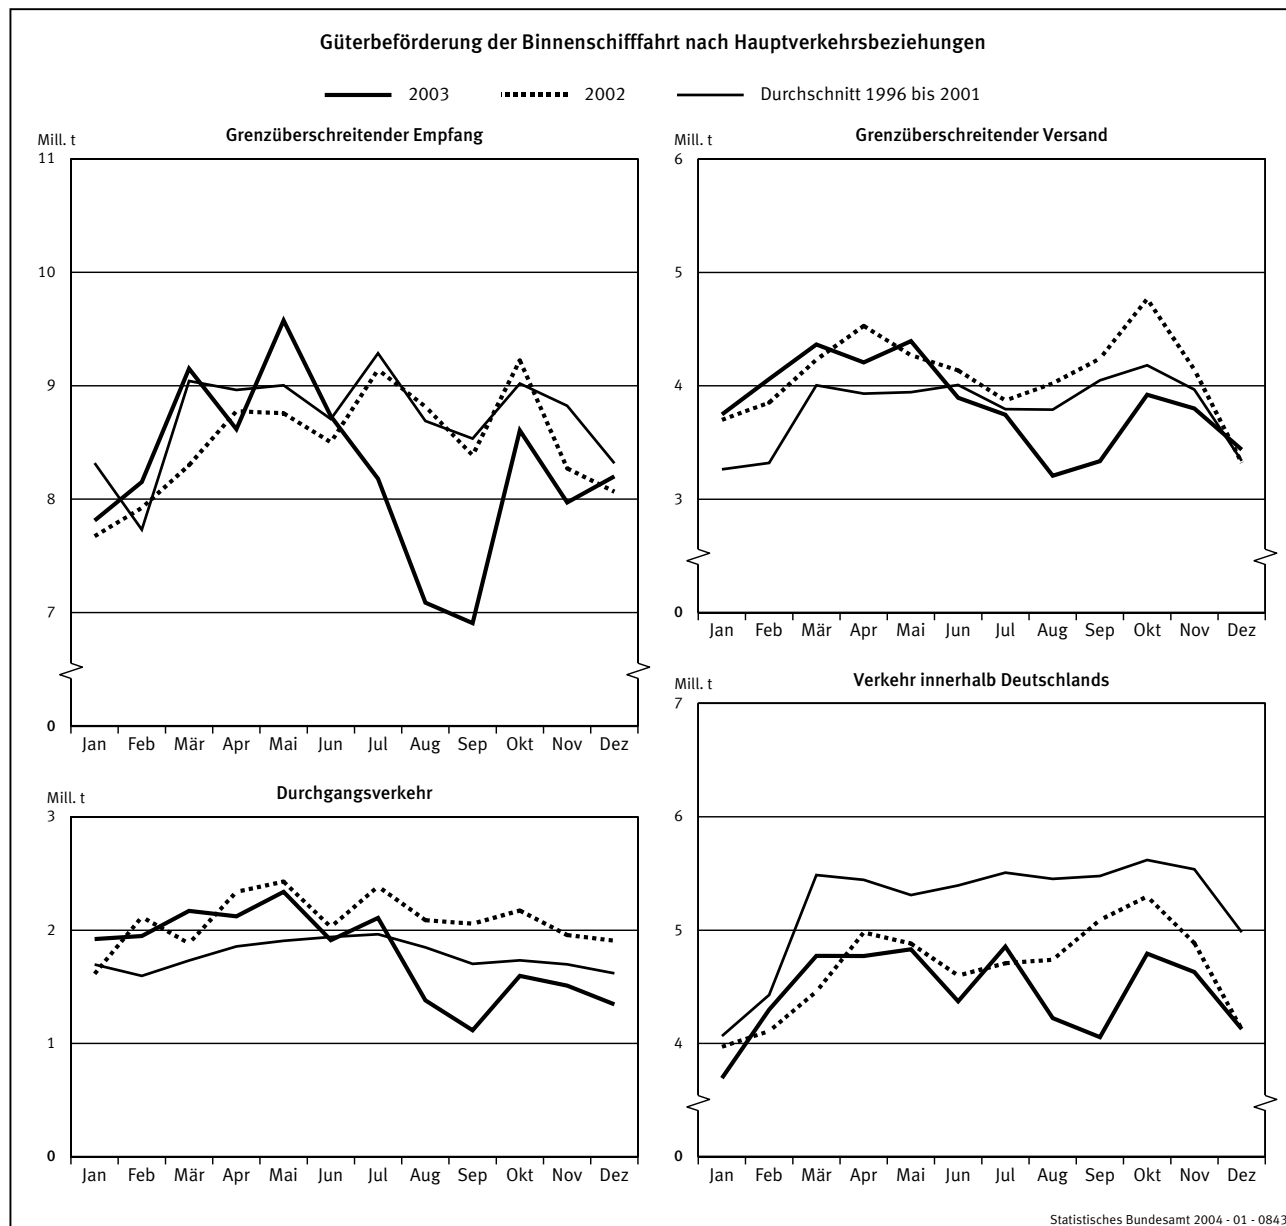 Güterbeförderung der Binnenschifffahrt nach Hauptverkehrsbeziehungen
2003 2002 Durchschnitt 1996 bis 2001
Grenzüberschreitender Empfang
Mill. t
11
10
9
8
7
0
Jan Feb Mär Apr Mai Jun Jul Aug Sep Okt Nov Dez
Grenzüberschreitender Versand
Mill. t
6
5
4
3
0
Jan Feb Mär Apr Mai Jun Jul Aug Sep Okt Nov Dez
Durchgangsverkehr
Mill. t
3
2
1
0
Jan Feb Mär Apr Mai Jun Jul Aug Sep Okt Nov Dez
Verkehr innerhalb Deutschlands
Mill. t
7
6
5
4
0
Jan Feb Mär Apr Mai Jun Jul Aug Sep Okt Nov Dez
Statistisches Bundesamt 2004 - 01 - 0843